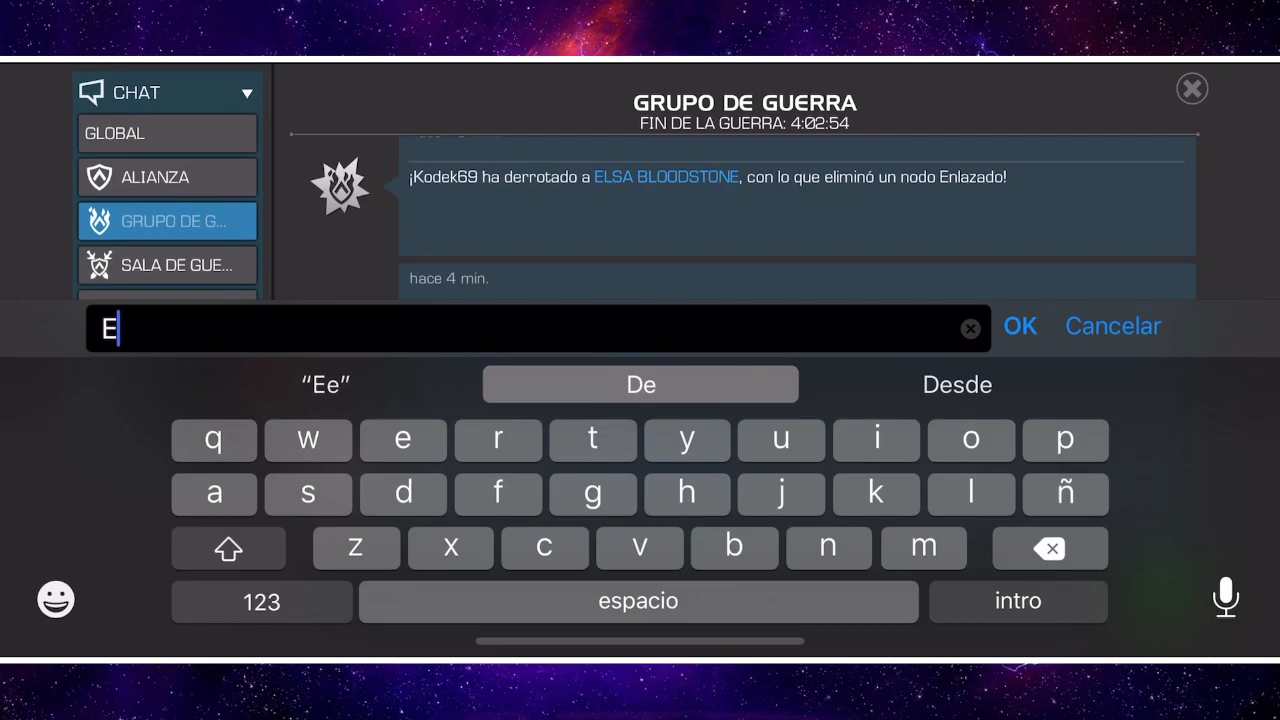 CHAT
GLOBAL
ALIANZA
GRUPO DE G...
SALA DE GUE...
GRUPO DE GUERRA
FIN DE LA GUERRA: 4:02:54
¡Kodek69 ha derrotado a ELSA BLOODSTONE, con lo que eliminó un nodo Enlazado!
hace 4 min.
E
OK
Cancelar
“Ee”
De
Desde
q w e r t y u i o p
a s d f g h j k l ñ
z x c v b n m
123
espacio
intro